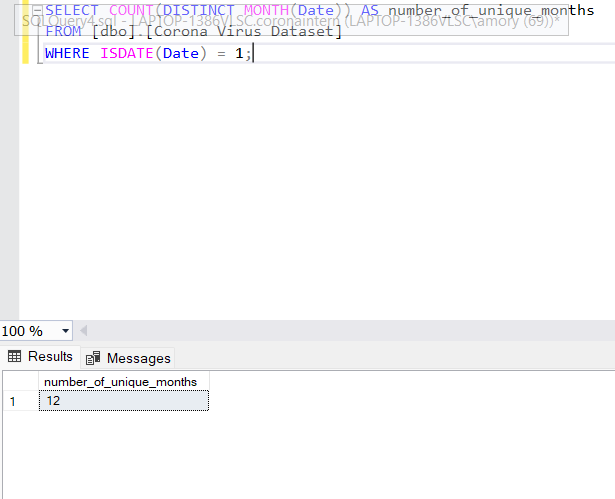 SELECT COUNT(DISTINCT MONTH(Date)) AS number_of_unique_months
SQLQuery4.sql - LAPTOP-1386VLSC.coronaintern (LAPTOP-1386VLSC\amory (69))*
FROM [dbo].[Corona Virus Dataset]
WHERE ISDATE(Date) = 1;
100 %
Results Messages
number_of_unique_months
1 12